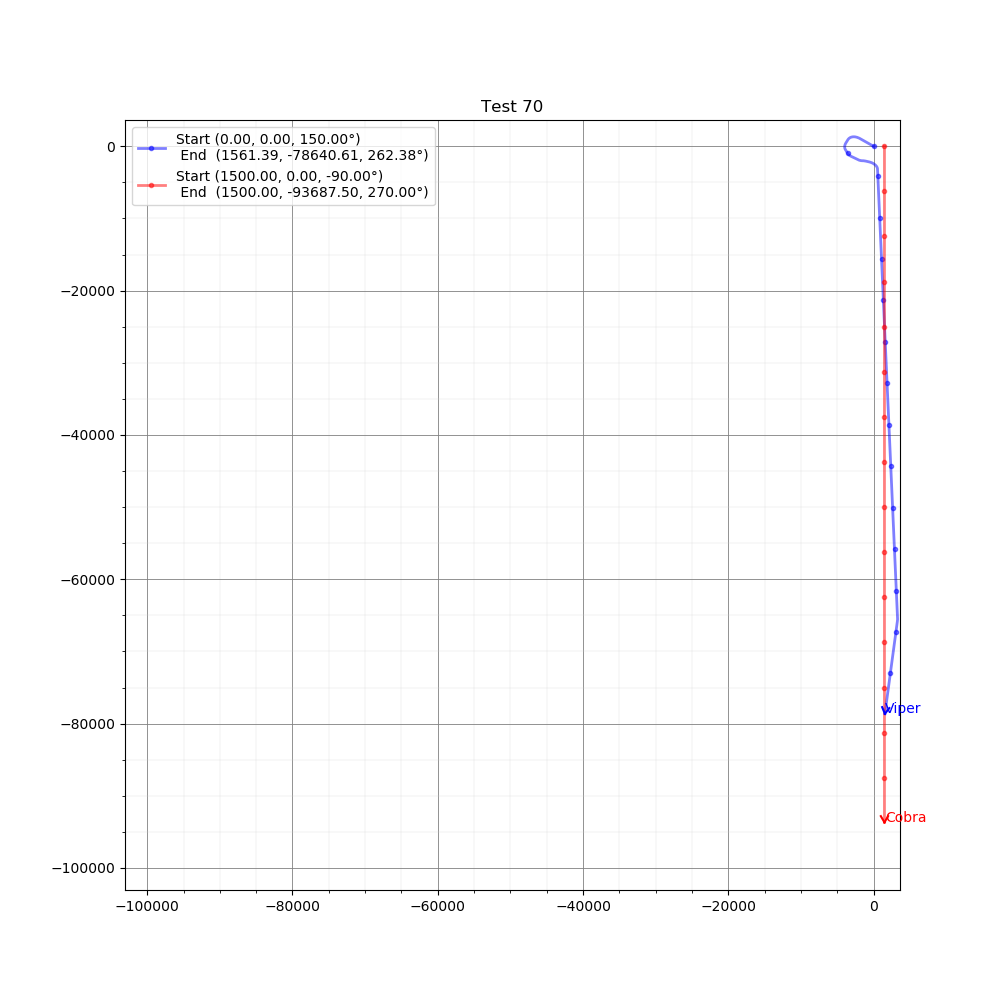 Test 70
Start (0.00, 0.00, 150.00°)
End (1561.39, -78640.61, 262.38°)
Start (1500.00, 0.00, -90.00°)
End (1500.00, -93687.50, 270.00°)
0
−20000
−40000
−60000
−80000
−100000
Viper
Cobra
−100000
−80000
−60000
−40000
−20000
0